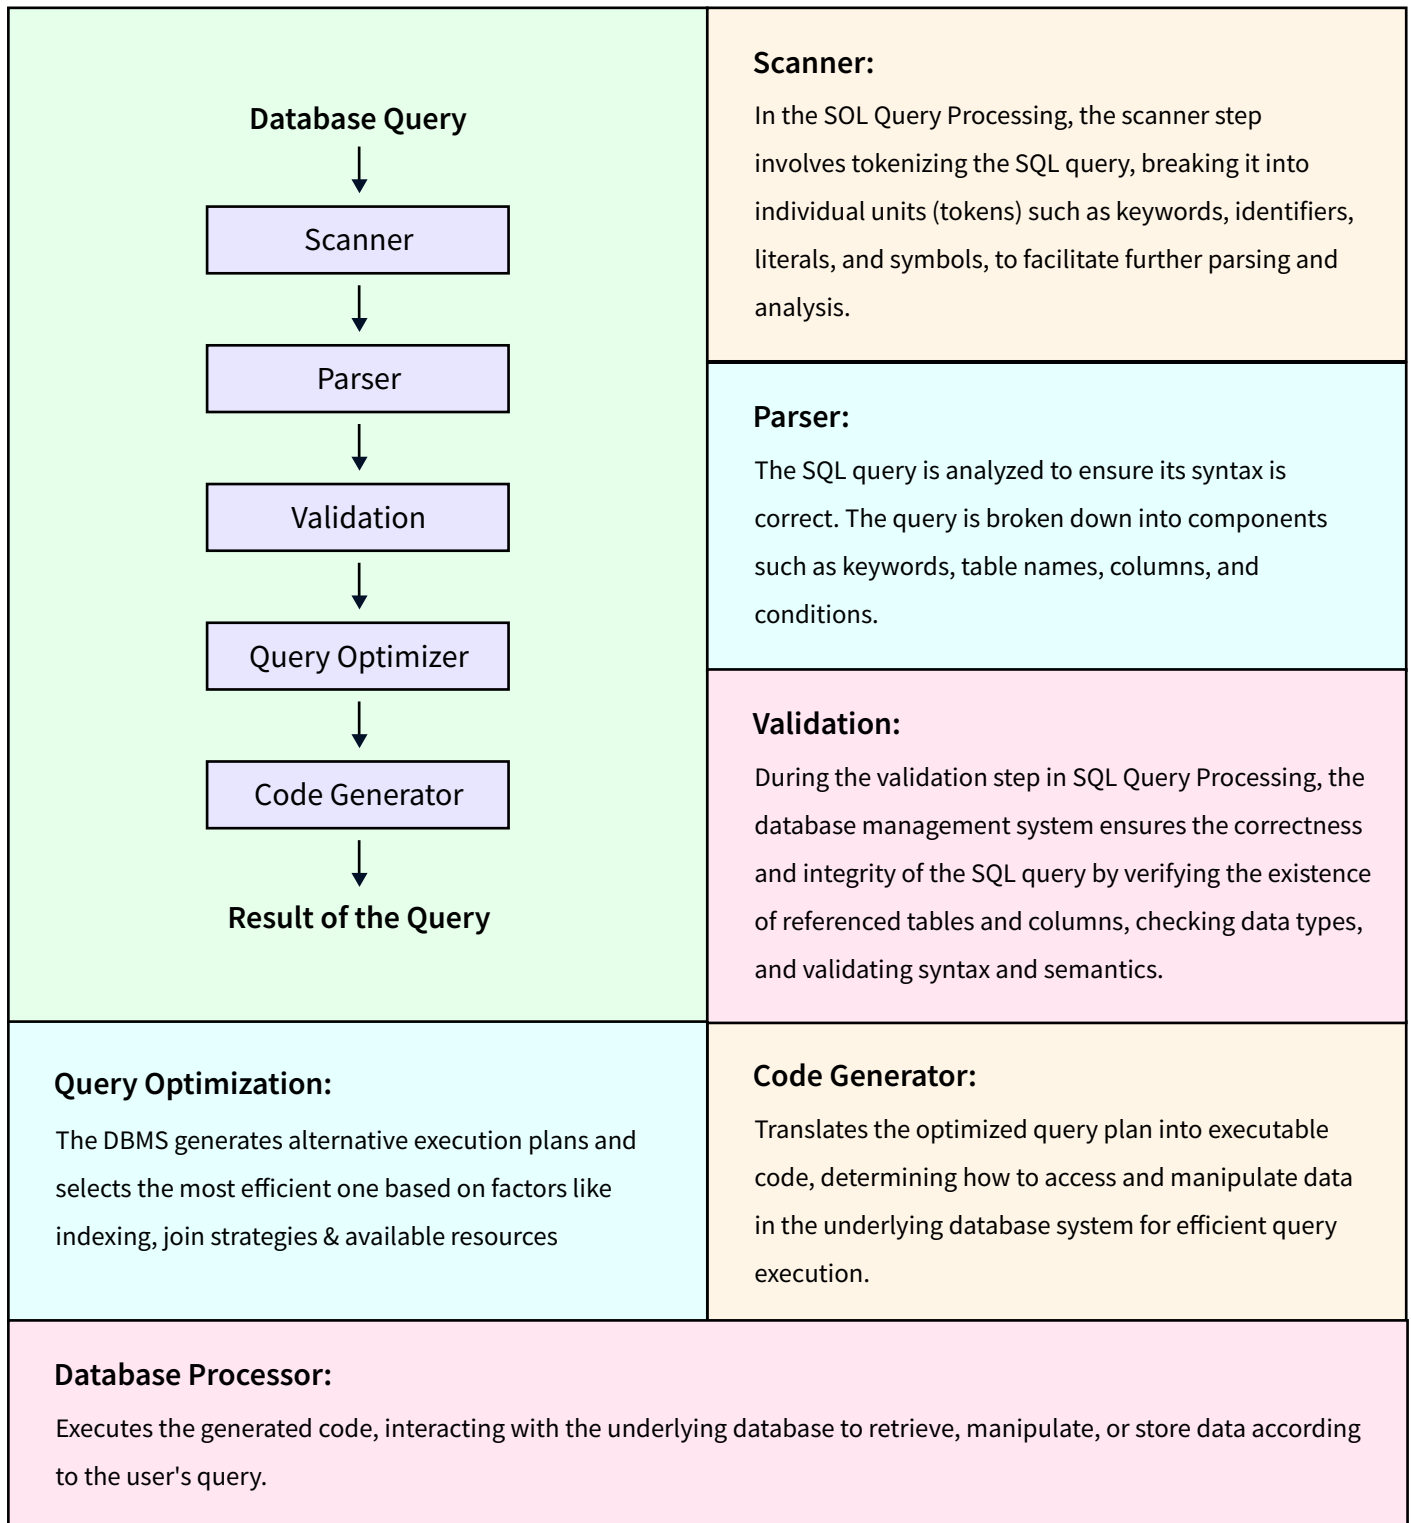 Database Query
Scanner
Parser
Validation
Query Optimizer
Code Generator
Result of the Query
Scanner:
In the SOL Query Processing, the scanner step
involves tokenizing the SQL query, breaking it into
individual units (tokens) such as keywords, identifiers,
literals, and symbols, to facilitate further parsing and
analysis.
Parser:
The SQL query is analyzed to ensure its syntax is
correct. The query is broken down into components
such as keywords, table names, columns, and
conditions.
Validation:
During the validation step in SQL Query Processing, the
database management system ensures the correctness
and integrity of the SQL query by verifying the existence
of referenced tables and columns, checking data types,
and validating syntax and semantics.
Query Optimization:
The DBMS generates alternative execution plans and
selects the most efficient one based on factors like
indexing, join strategies & available resources
Code Generator:
Translates the optimized query plan into executable
code, determining how to access and manipulate data
in the underlying database system for efficient query
execution.
Database Processor:
Executes the generated code, interacting with the underlying database to retrieve, manipulate, or store data according
to the user's query.